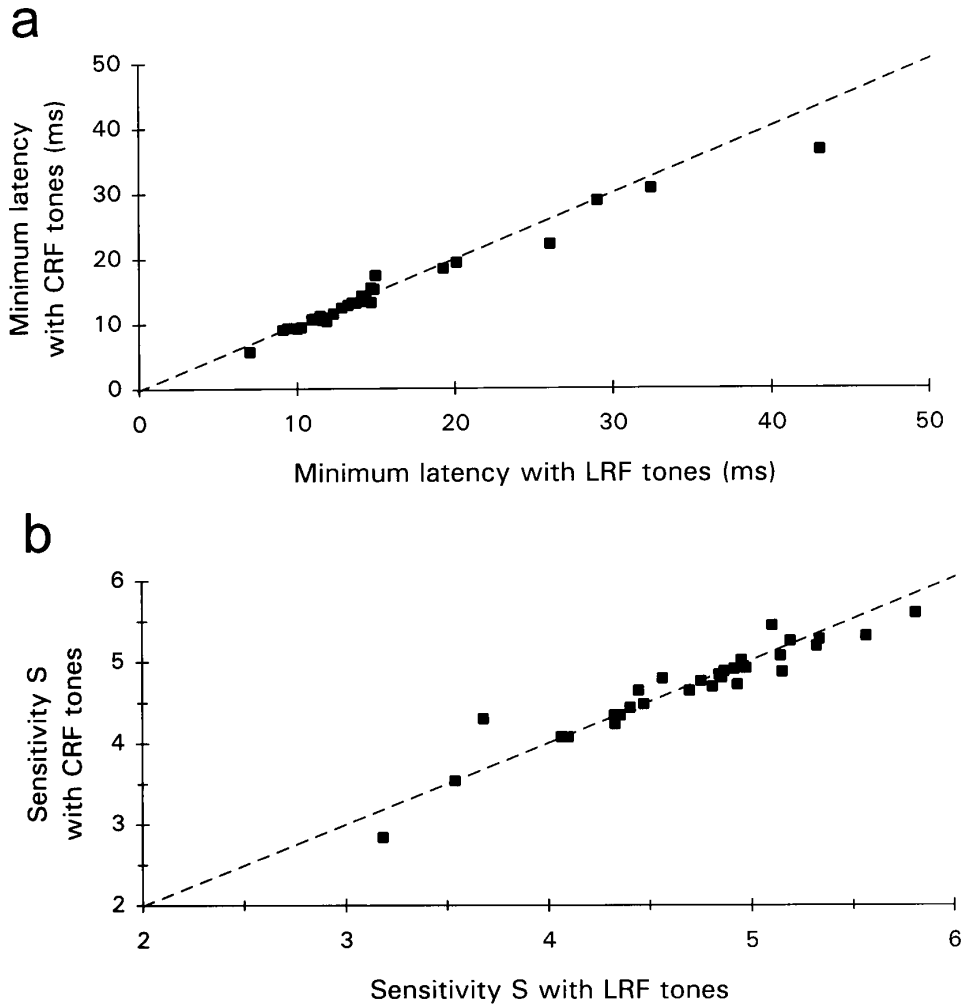 a
50
40
30
20
10
0
Minimum latency
with CRF tones (ms)
0 10 20 30 40 50
Minimum latency with LRF tones (ms)
b
6
5
4
3
2
Sensitivity S
with CRF tones
2 3 4 5 6
Sensitivity S with LRF tones